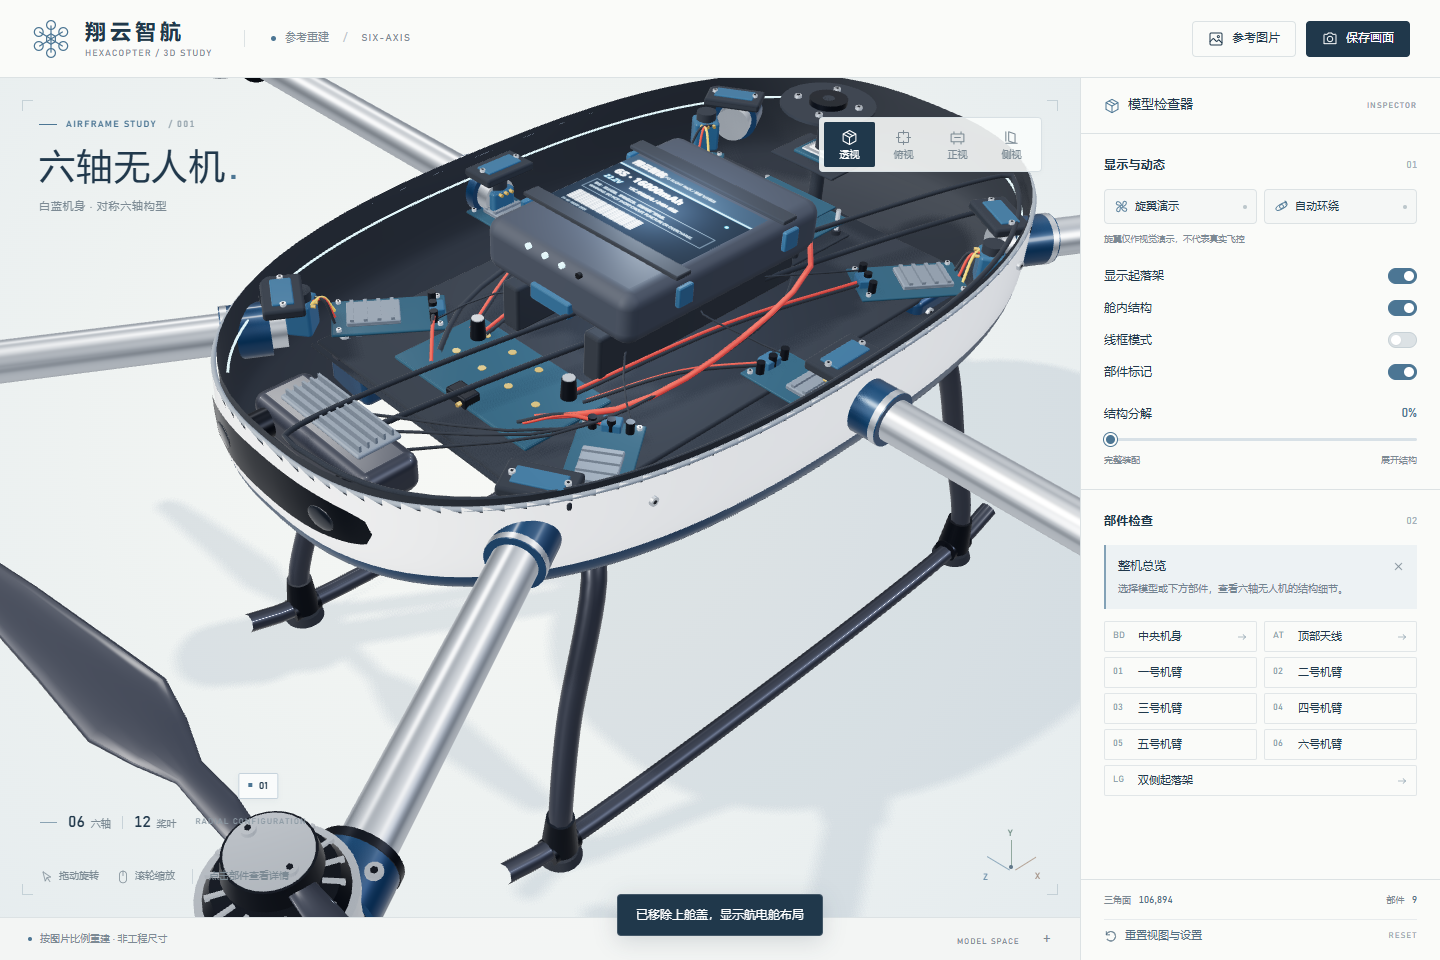 翔云智航
HEXACOPTER / 3D STUDY
参考重建 / SIX-AXIS
参考图片
保存画面
AIRFRAME STUDY / 001
六轴无人机.
白蓝机身 · 对称六轴构型
透视
俯视
正视
侧视
6S · 16000mAh
22.2V
01
06 六轴
12 桨叶
拖动旋转
滚轮缩放
Y
Z
X
已移除上舱盖，显示航电舱布局
按图片比例重建 · 非工程尺寸
MODEL SPACE +
模型检查器
INSPECTOR
显示与动态 01
旋翼演示
自动环绕
旋翼仅作视觉演示，不代表真实飞控
显示起落架
舱内结构
线框模式
部件标记
结构分解 0%
完整装配
展开结构
部件检查 02
整机总览
选择模型或下方部件，查看六轴无人机的结构细节。
BD 中央机身
AT 顶部天线
01 一号机臂
02 二号机臂
03 三号机臂
04 四号机臂
05 五号机臂
06 六号机臂
LG 双侧起落架
三角面 106,894
部件 9
重置视图与设置
RESET